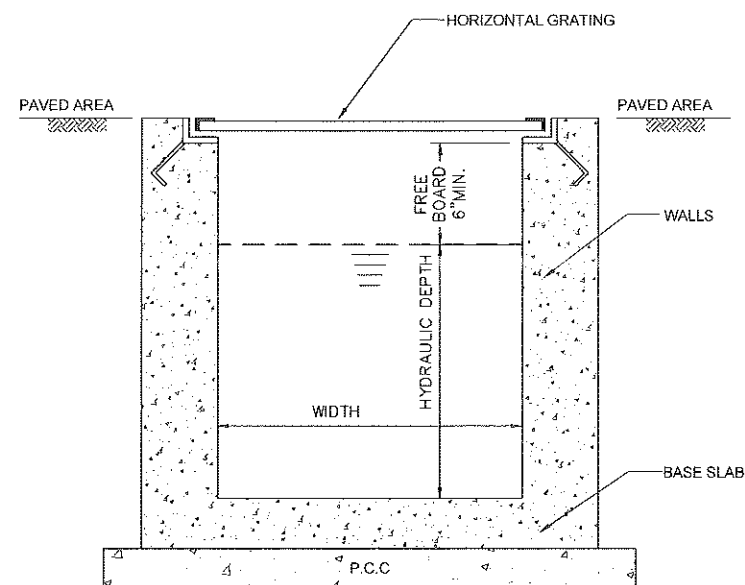 HORIZONTAL GRATING
PAVED AREA
PAVED AREA
FREE
BOARD
6"MIN.
WALLS
HYDRAULIC DEPTH
WIDTH
BASE SLAB
P.C.C